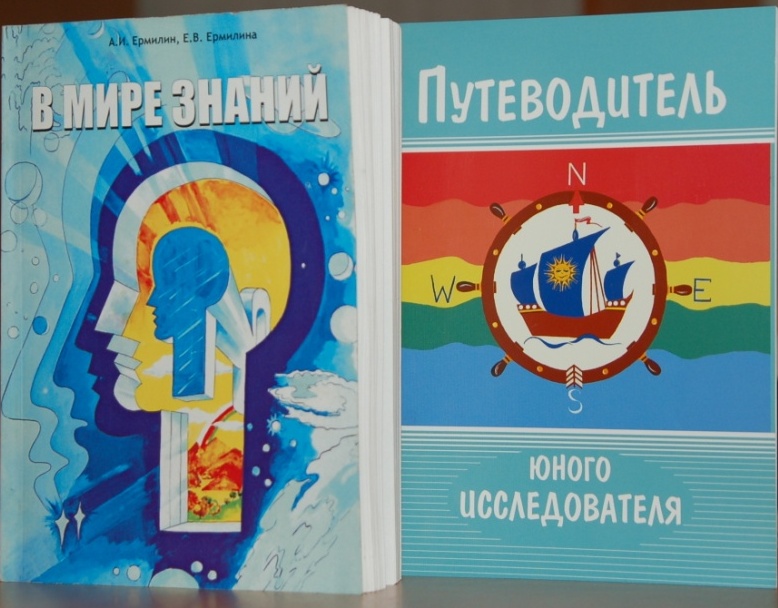 А.И. Ермилин, Е.В. Ермилина
В МИРЕ ЗНАНИЙ
Путеводитель
N
W
E
S
юного
исследователя